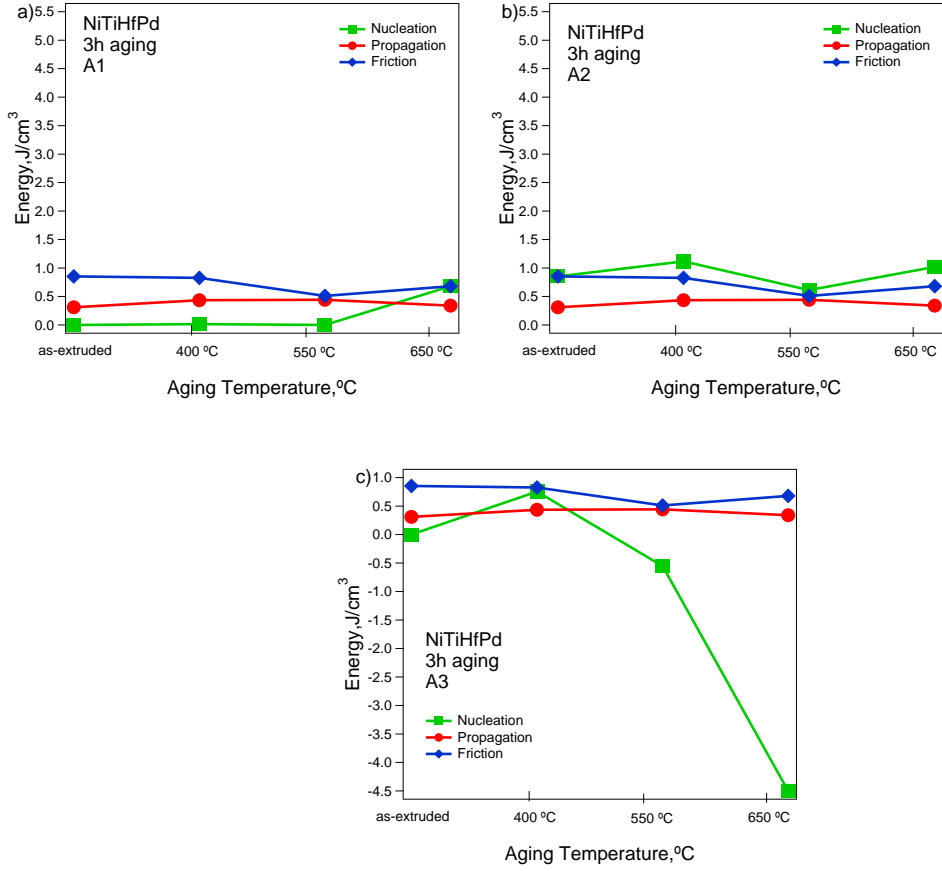 a)
NiTiHfPd
3h aging
A1
Nucleation
Propagation
Friction
5.5
5.0
4.5
4.0
3.5
3.0
2.5
2.0
1.5
1.0
0.5
0.0
Energy,J/cm³
as-extruded 400 ºC 550 ºC 650 ºC
Aging Temperature,ºC
b)
NiTiHfPd
3h aging
A2
Nucleation
Propagation
Friction
5.5
5.0
4.5
4.0
3.5
3.0
2.5
2.0
1.5
1.0
0.5
0.0
Energy,J/cm³
as-extruded 400 ºC 550 ºC 650 ºC
Aging Temperature,ºC
c)
1.0
0.5
0.0
-0.5
-1.0
-1.5
-2.0
-2.5
-3.0
-3.5
-4.0
-4.5
Energy,J/cm³
NiTiHfPd
3h aging
A3
Nucleation
Propagation
Friction
as-extruded 400 ºC 550 ºC 650 ºC
Aging Temperature,ºC